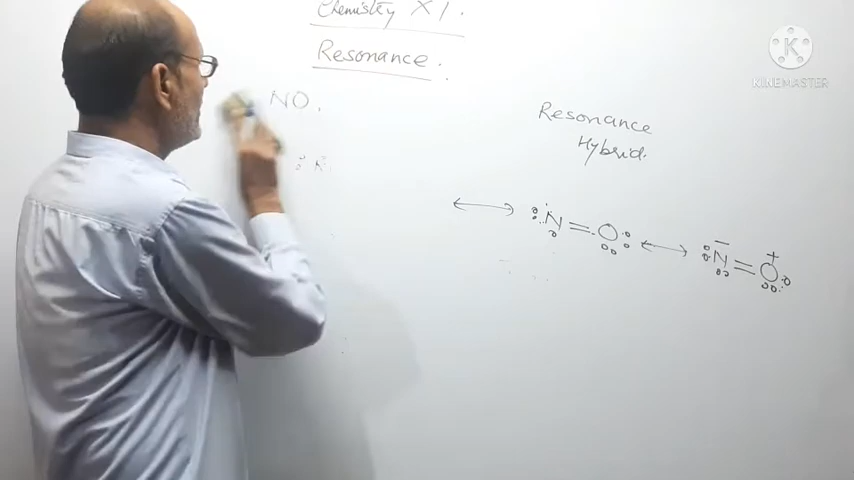 Chemistry XI.
Resonance.
NO.
Resonance
Hybrid.
N = O
N = O
K
KINEMASTER